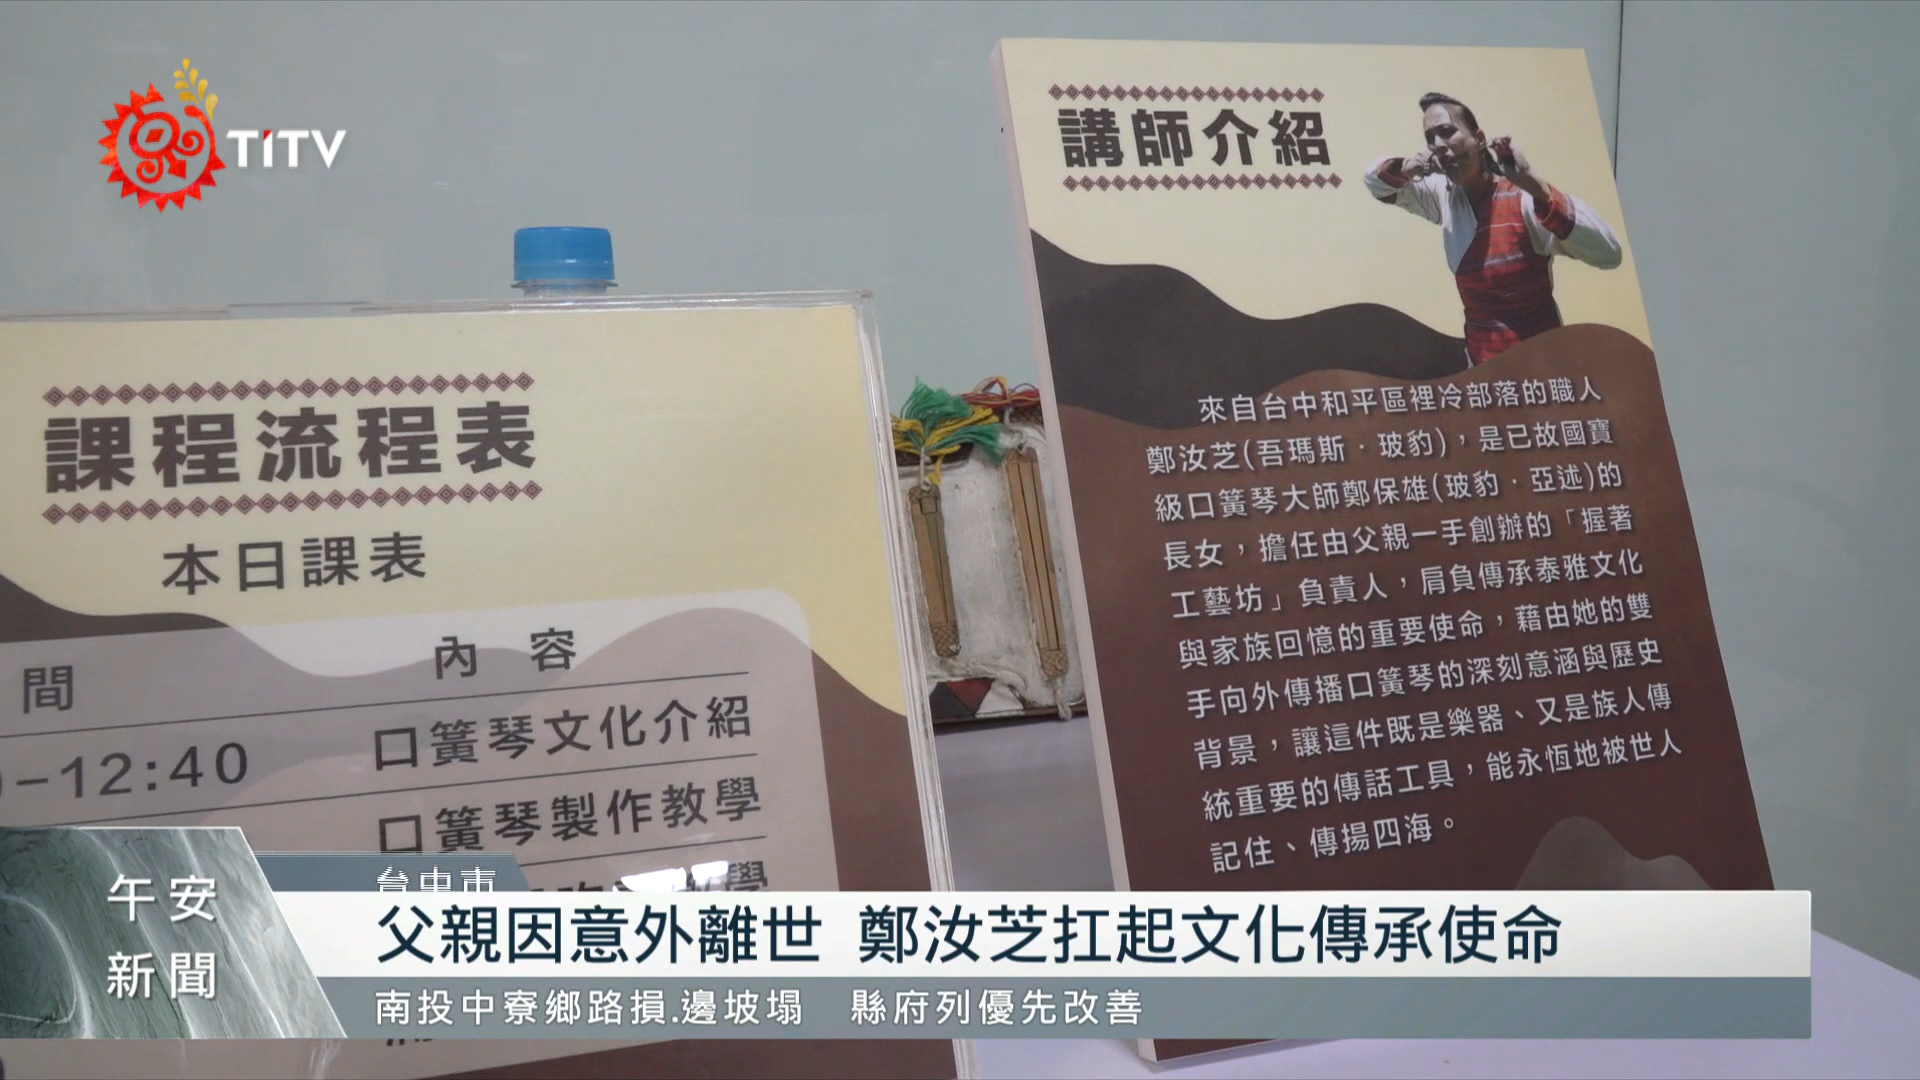 TiTV
講師介紹
來自台中和平區裡冷部落的職人
鄭汝芝(吾瑪斯．玻豹)，是已故國寶
級口簧琴大師鄭保雄(玻豹．亞述)的
長女，擔任由父親一手創辦的「握著
工藝坊」負責人，肩負傳承泰雅文化
與家族回憶的重要使命，藉由她的雙
手向外傳播口簧琴的深刻意涵與歷史
背景，讓這件既是樂器、又是族人傳
統重要的傳話工具，能永恆地被世人
記住、傳揚四海。
課程流程表
本日課表
間 內 容
-12:40 口簧琴文化介紹
口簧琴製作教學
教學
台中市
午安
新聞
父親因意外離世 鄭汝芝扛起文化傳承使命
南投中寮鄉路損.邊坡塌 縣府列優先改善